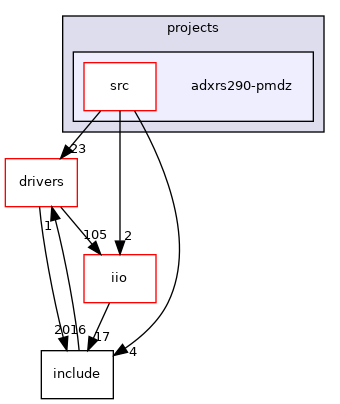 projects
src
adxrs290-pmdz
23
drivers
105
2
1
iio
2016
17
4
include